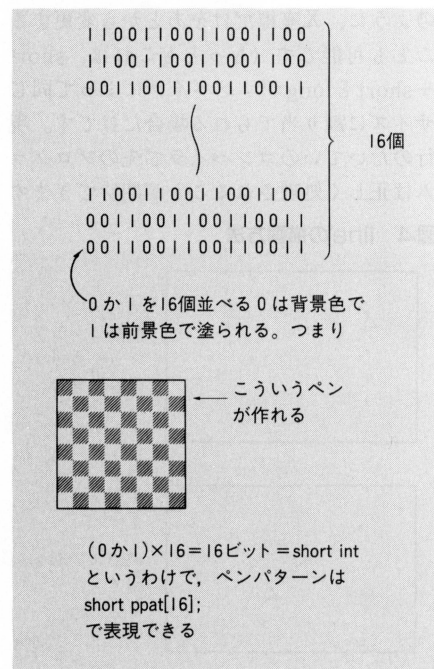 1100110011001100
1100110011001100
0011001100110011
16個
1100110011001100
0011001100110011
0011001100110011
0か1を16個並べる0は背景色で
1は前景色で塗られる。つまり
こういうペン
が作れる
(0か1)×16=16ビット=short int
というわけで，ペンパターンは
short ppat[16];
で表現できる